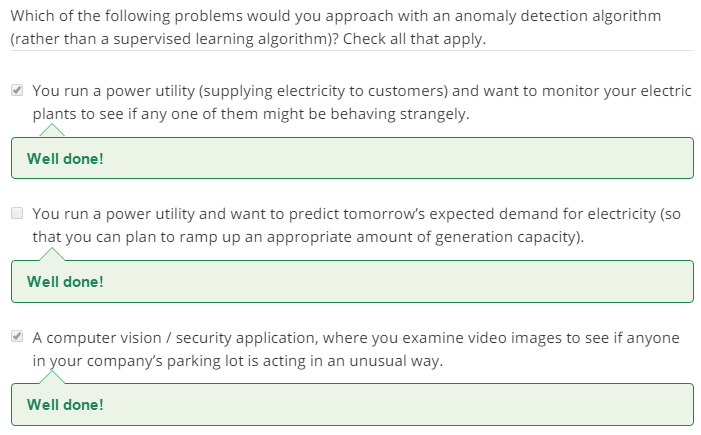 Which of the following problems would you approach with an anomaly detection algorithm
(rather than a supervised learning algorithm)? Check all that apply.
You run a power utility (supplying electricity to customers) and want to monitor your electric
plants to see if any one of them might be behaving strangely.
Well done!
You run a power utility and want to predict tomorrow’s expected demand for electricity (so
that you can plan to ramp up an appropriate amount of generation capacity).
Well done!
A computer vision / security application, where you examine video images to see if anyone
in your company’s parking lot is acting in an unusual way.
Well done!